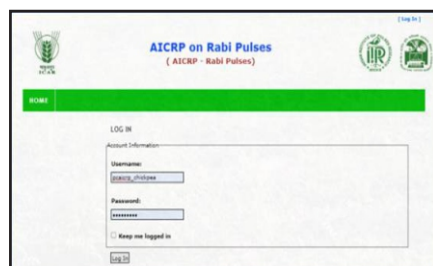 [ Log In ]
AICRP on Rabi Pulses
( AICRP - Rabi Pulses)
ICAR
HOME
LOG IN
Account Information
Username:
pcaicrp_chickpea
Password:
•••••••••
Keep me logged in
Log In